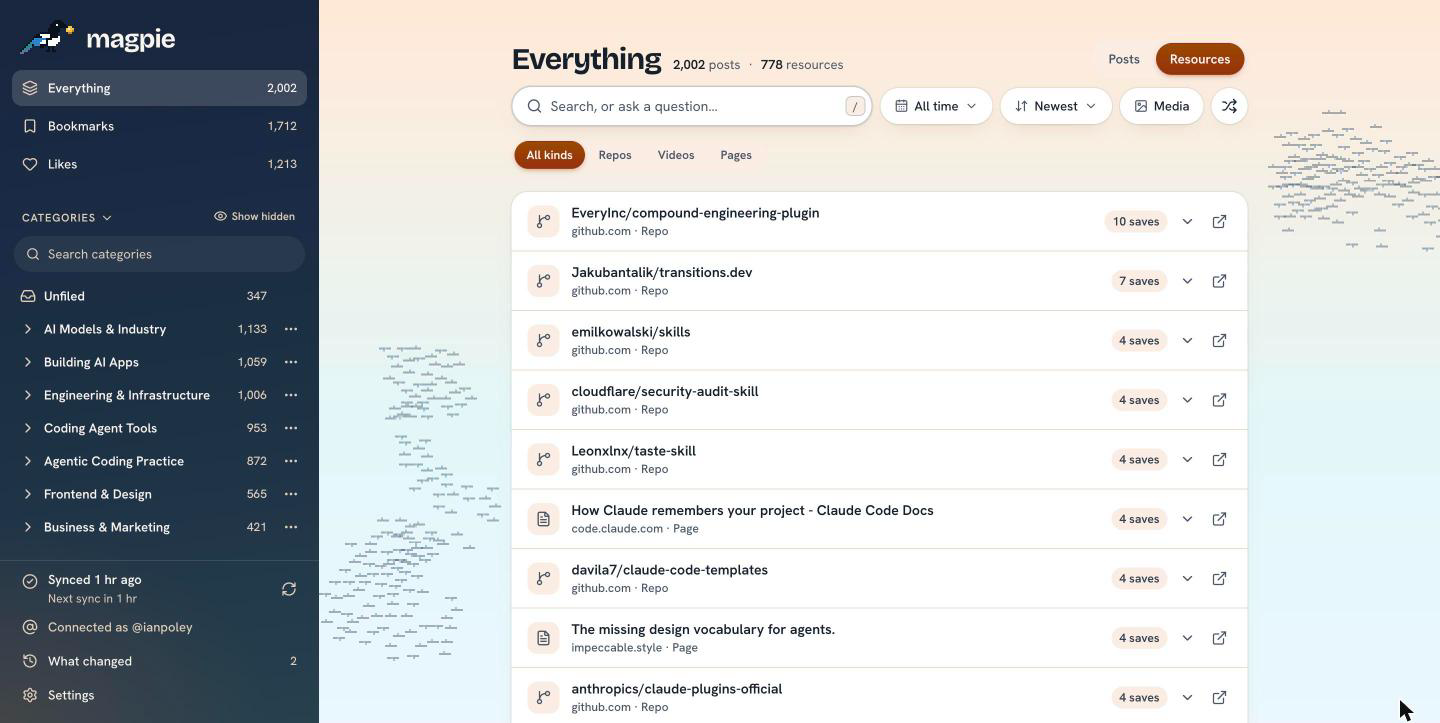 magpie
Everything 2,002
Bookmarks 1,712
Likes 1,213
CATEGORIES Show hidden
Search categories
Unfiled 347
AI Models & Industry 1,133
Building AI Apps 1,059
Engineering & Infrastructure 1,006
Coding Agent Tools 953
Agentic Coding Practice 872
Frontend & Design 565
Business & Marketing 421
Synced 1 hr ago
Next sync in 1 hr
Connected as @ianpoley
What changed 2
Settings
Everything 2,002 posts · 778 resources
Posts Resources
Search, or ask a question... /
All time Newest Media
All kinds Repos Videos Pages
EveryInc/compound-engineering-plugin
github.com · Repo
10 saves
Jakubantalik/transitions.dev
github.com · Repo
7 saves
emilkowalski/skills
github.com · Repo
4 saves
cloudflare/security-audit-skill
github.com · Repo
4 saves
Leonxlnx/taste-skill
github.com · Repo
4 saves
How Claude remembers your project - Claude Code Docs
code.claude.com · Page
4 saves
davila7/claude-code-templates
github.com · Repo
4 saves
The missing design vocabulary for agents.
impeccable.style · Page
4 saves
anthropics/claude-plugins-official
github.com · Repo
4 saves